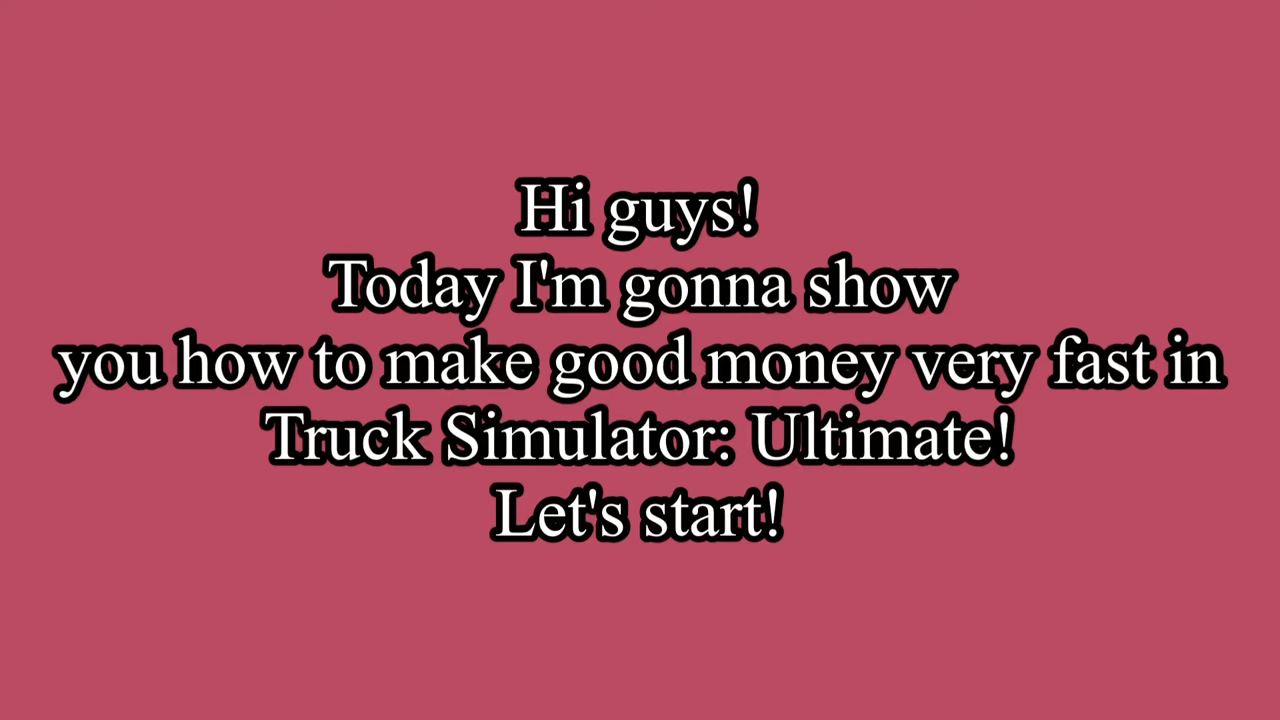 Hi guys!
Today I'm gonna show
you how to make good money very fast in
Truck Simulator: Ultimate!
Let's start!